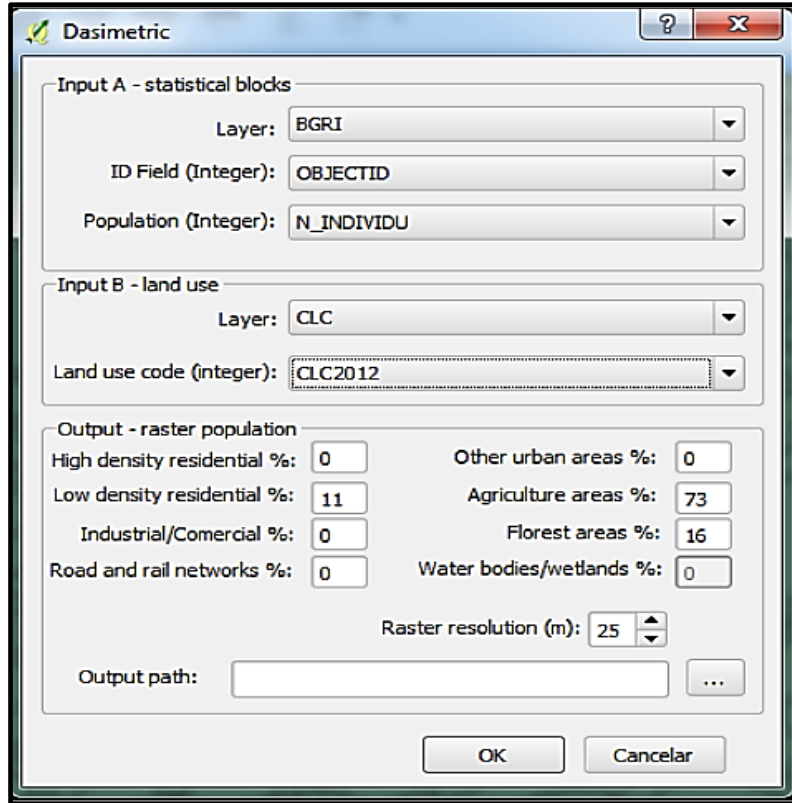 Dasimetric
Input A - statistical blocks
Layer: BGRI
ID Field (Integer): OBJECTID
Population (Integer): N_INDIVIDU
Input B - land use
Layer: CLC
Land use code (integer): CLC2012
Output - raster population
High density residential %: 0 Other urban areas %: 0
Low density residential %: 11 Agriculture areas %: 73
Industrial/Comercial %: 0 Florest areas %: 16
Road and rail networks %: 0 Water bodies/wetlands %: 0
Raster resolution (m): 25
Output path: ...
OK Cancelar